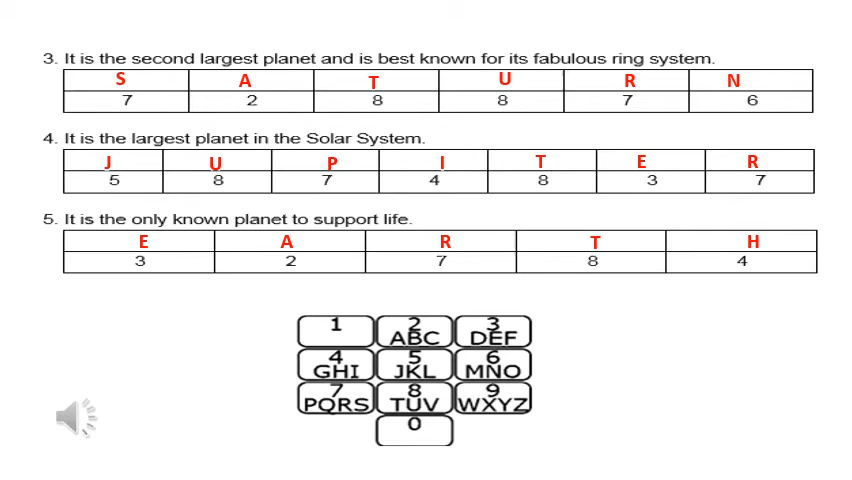 3. It is the second largest planet and is best known for its fabulous ring system.
S A T U R N
7 2 8 8 7 6
4. It is the largest planet in the Solar System.
J U P I T E R
5 8 7 4 8 3 7
5. It is the only known planet to support life.
E A R T H
3 2 7 8 4
1 2 3
ABC DEF
4 5 6
GHI JKL MNO
7 8 9
PQRS TUV WXYZ
0